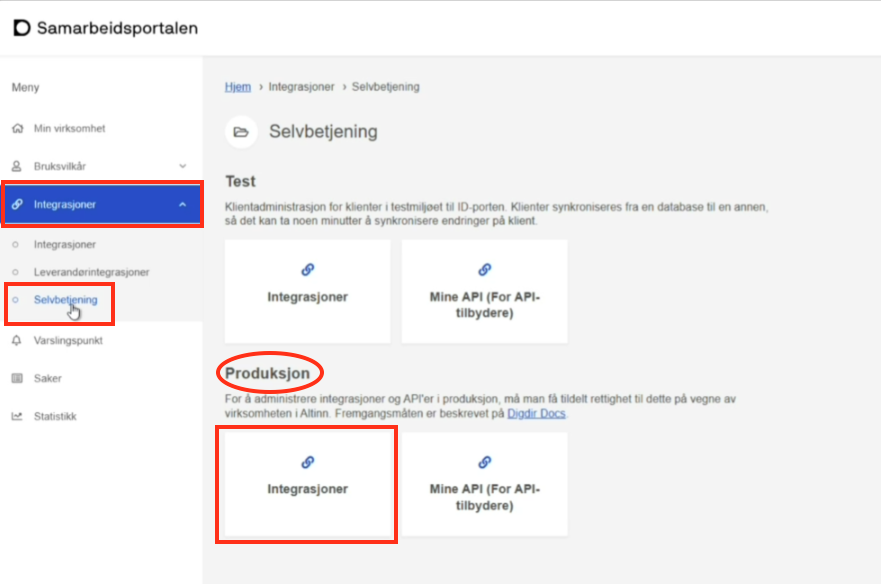 Samarbeidsportalen
Meny
Min virksomhet
Bruksvilkår
Integrasjoner
Integrasjoner
Leverandørintegrasjoner
Selvbetjening
Varslingspunkt
Saker
Statistikk
Hjem › Integrasjoner › Selvbetjening
Selvbetjening
Test
Klientadministrasjon for klienter i testmiljøet til ID-porten. Klienter synkroniseres fra en database til en annen,
så det kan ta noen minutter å synkronisere endringer på klient.
Integrasjoner
Mine API (For API-
tilbydere)
Produksjon
For å administrere integrasjoner og API'er i produksjon, må man få tildelt rettighet til dette på vegne av
virksomheten i Altinn. Fremgangsmåten er beskrevet på Digdir Docs.
Integrasjoner
Mine API (For API-
tilbydere)